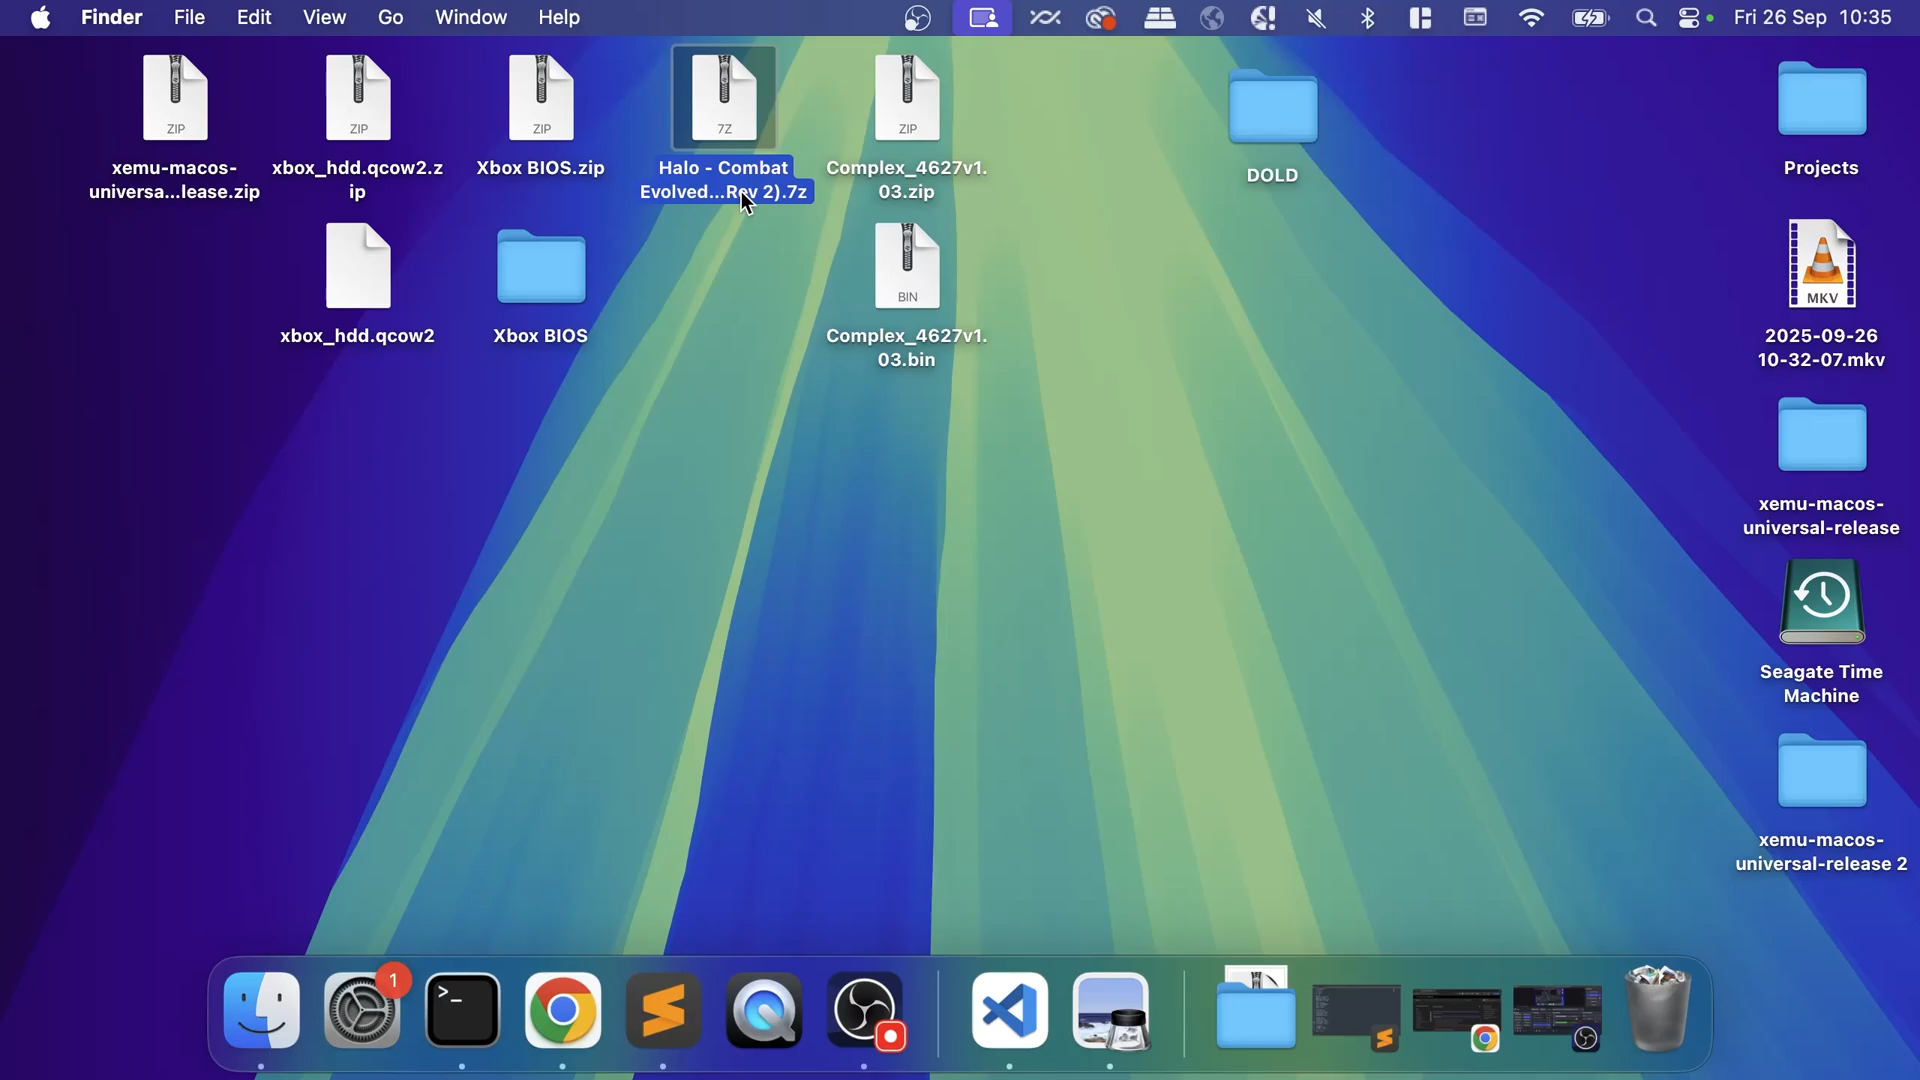 Finder File Edit View Go Window Help
Fri 26 Sep 10:35
ZIP
xemu-macos-
universa...lease.zip
ZIP
xbox_hdd.qcow2.z
ip
ZIP
Xbox BIOS.zip
7Z
Halo - Combat
Evolved...Rev 2).7z
ZIP
Complex_4627v1.
03.zip
DOLD
Projects
xbox_hdd.qcow2
Xbox BIOS
BIN
Complex_4627v1.
03.bin
MKV
2025-09-26
10-32-07.mkv
xemu-macos-
universal-release
Seagate Time
Machine
xemu-macos-
universal-release 2
1
>_